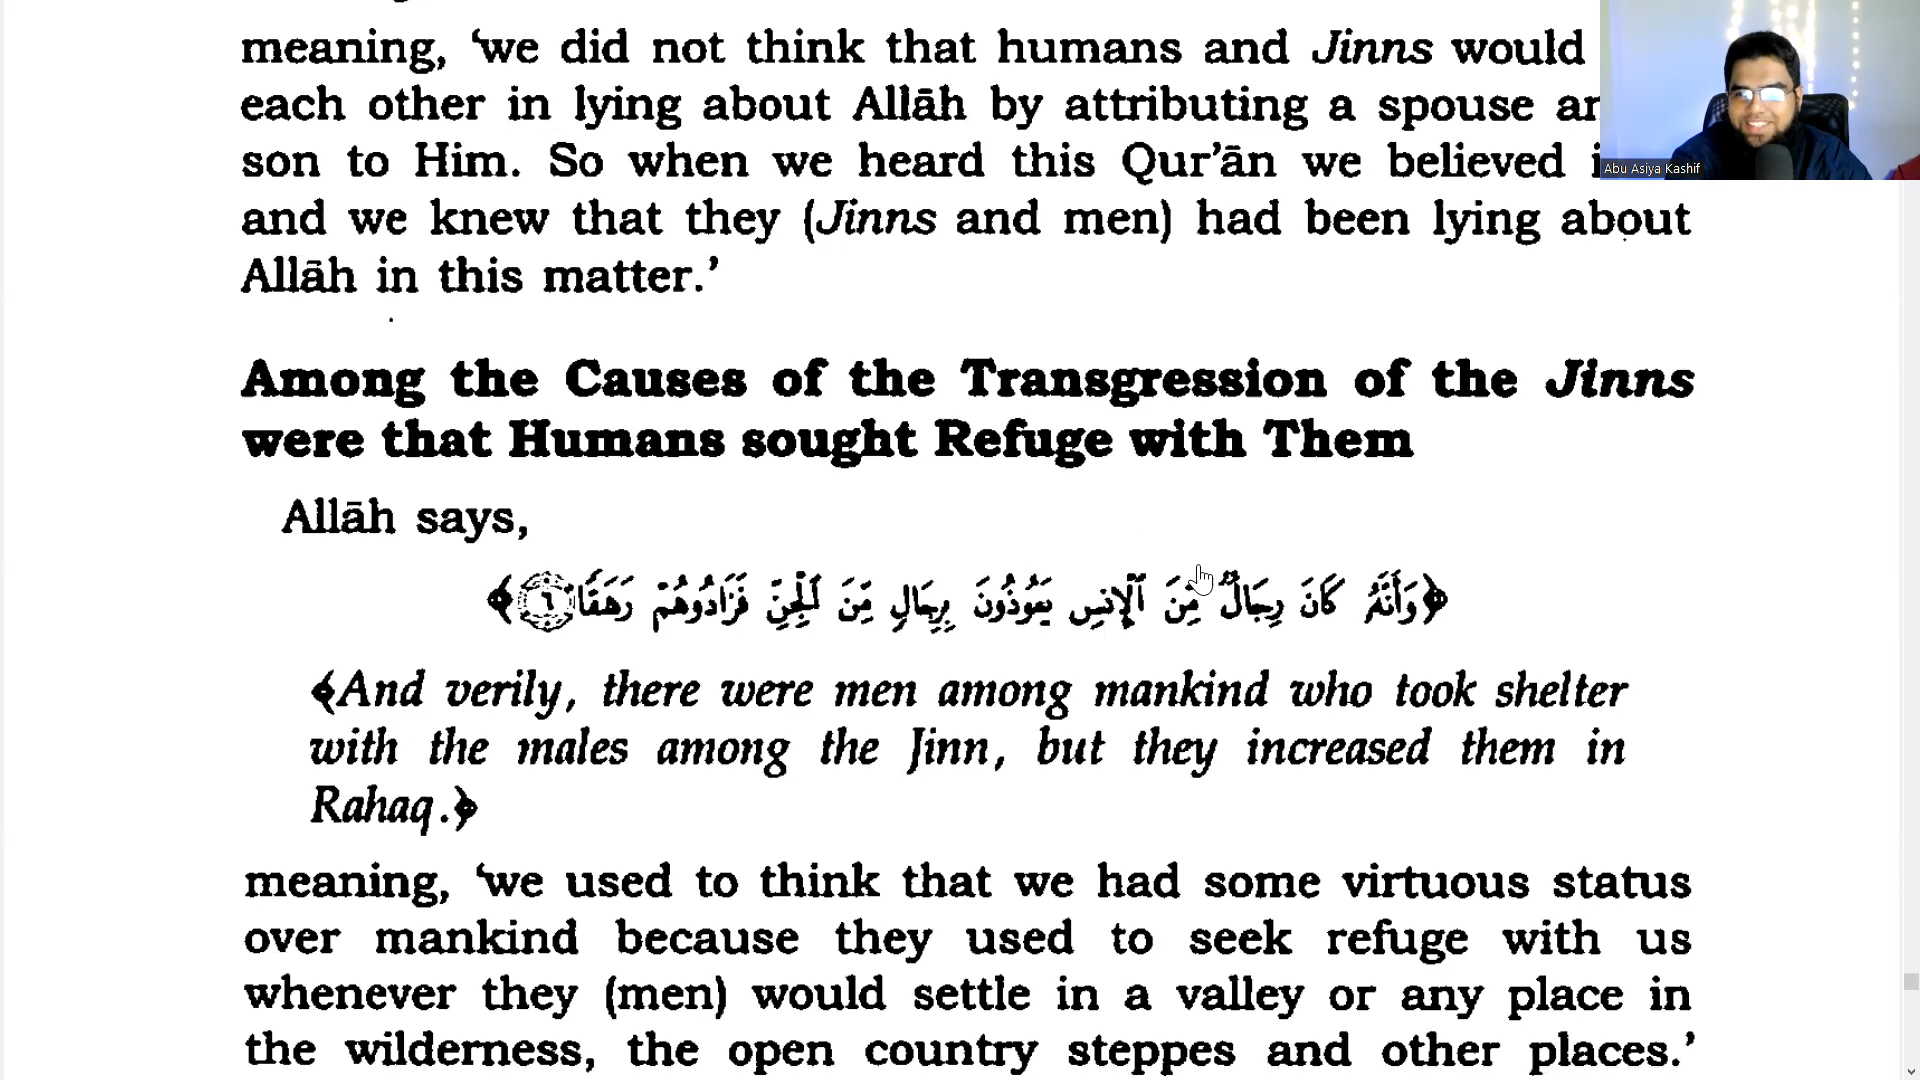 meaning, ‘we did not think that humans and Jinns would
each other in lying about Allāh by attributing a spouse
son to Him. So when we heard this Qur’ān we believed
and we knew that they (Jinns and men) had been lying about
Allāh in this matter.’
Abu Asiya Kashif
Among the Causes of the Transgression of the Jinns
were that Humans sought Refuge with Them
Allāh says,
﴿وَأَنَّهُ كَانَ رِجَالٌ مِّنَ ٱلْإِنسِ يَعُوذُونَ بِرِجَالٍ مِّنَ ٱلْجِنِّ فَزَادُوهُمْ رَهَقًا ٦﴾
﴾And verily, there were men among mankind who took shelter
with the males among the Jinn, but they increased them in
Rahaq.﴿
meaning, ‘we used to think that we had some virtuous status
over mankind because they used to seek refuge with us
whenever they (men) would settle in a valley or any place in
the wilderness, the open country steppes and other places.’